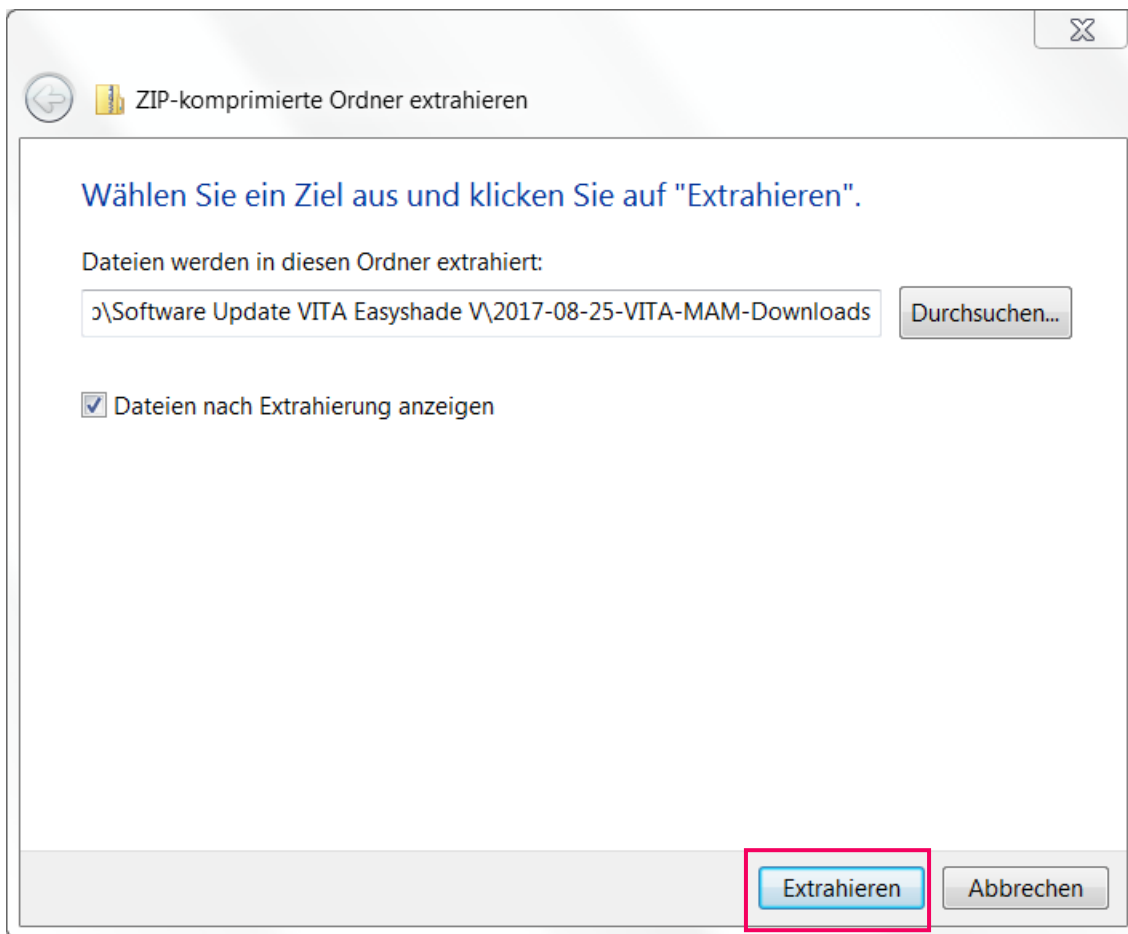 ZIP-komprimierte Ordner extrahieren
Wählen Sie ein Ziel aus und klicken Sie auf "Extrahieren".
Dateien werden in diesen Ordner extrahiert:
\Software Update VITA Easyshade V\2017-08-25-VITA-MAM-Downloads
Durchsuchen...
Dateien nach Extrahierung anzeigen
Extrahieren
Abbrechen